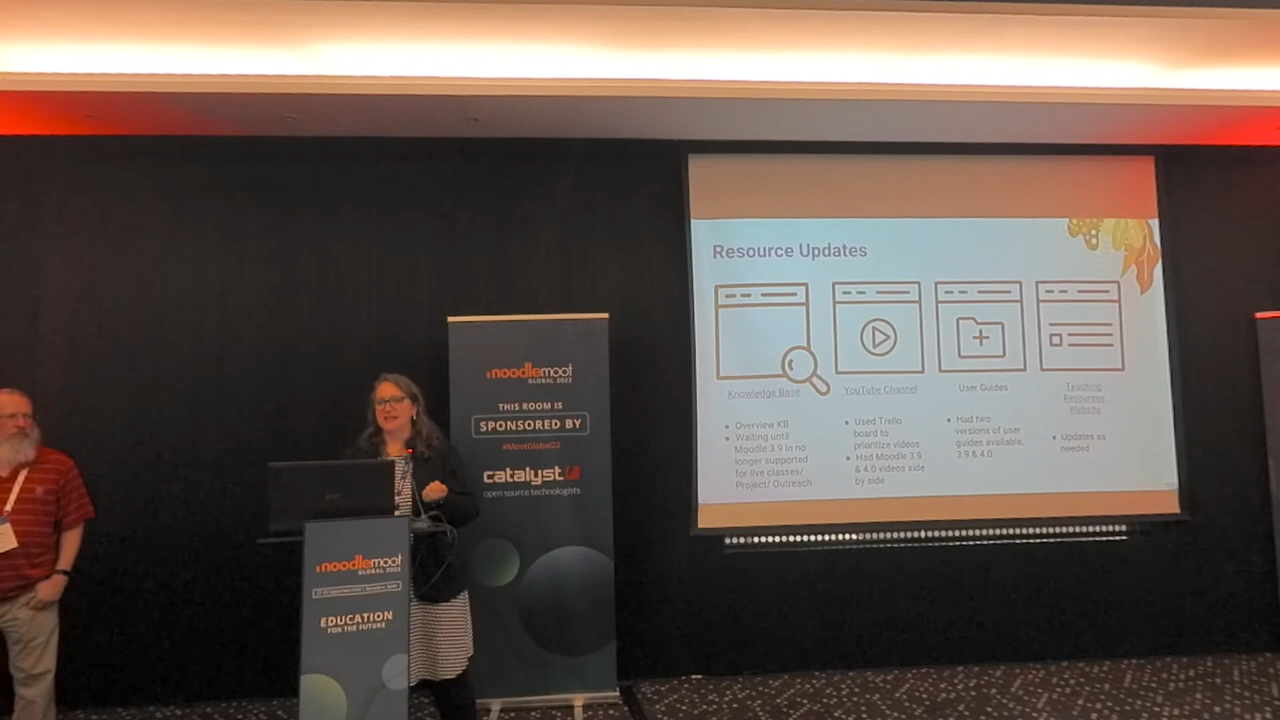 noodlemoot
GLOBAL 2022
THIS ROOM IS
SPONSORED BY
#MootGlobal22
catalyst
open source technologists
noodlemoot
GLOBAL 2022
EDUCATION
FOR THE FUTURE
Resource Updates
Knowledge Base
• Overview KB
• Waiting until
Moodle 3.9 in no
longer supported
for live classes/
Project/ Outreach
YouTube Channel
• Used Trello
board to
prioritize videos
• Had Moodle 3.9
& 4.0 videos side
by side
User Guides
• Had two
versions of user
guides available,
3.9 & 4.0
Teaching
Resources
Website
• Updates as
needed